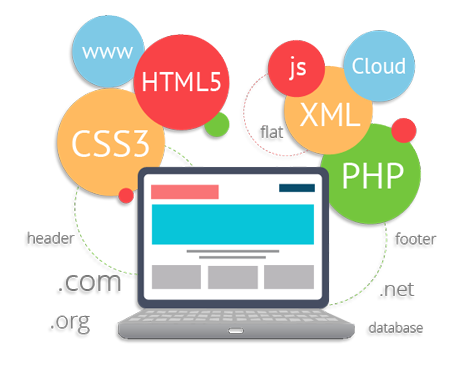 www
HTML5
js
Cloud
CSS3
XML
flat
PHP
header
footer
.com
.net
.org
database